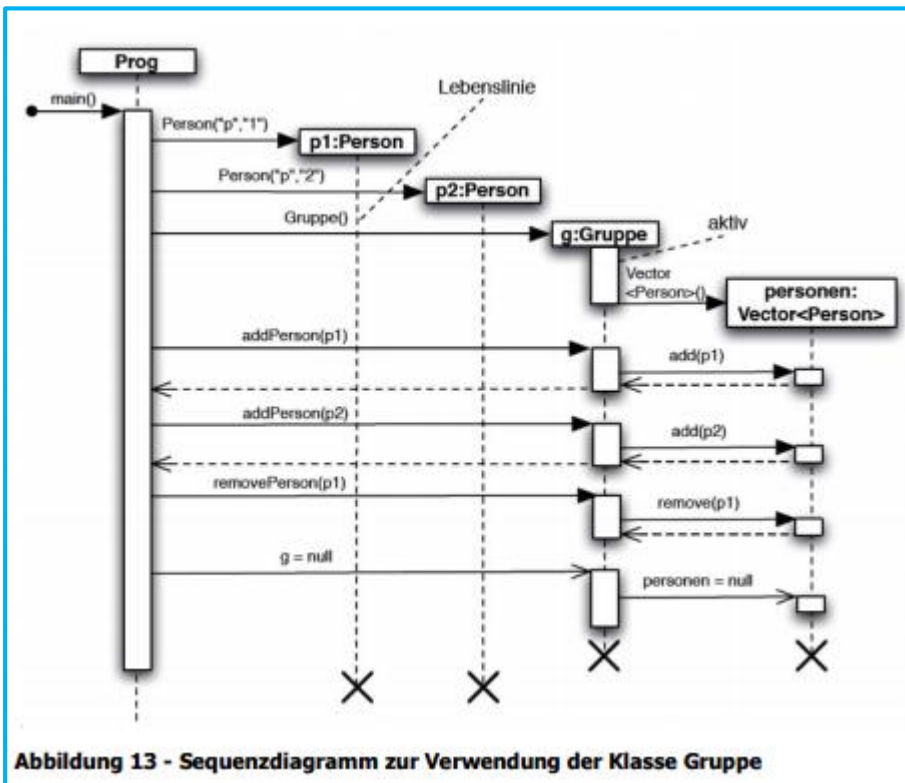 Prog
Lebenslinie
main()
Person("p","1")
p1:Person
Person("p","2")
p2:Person
Gruppe()
g:Gruppe
aktiv
Vector
<Person>()
personen:
Vector<Person>
addPerson(p1)
add(p1)
addPerson(p2)
add(p2)
removePerson(p1)
remove(p1)
g = null
personen = null
Abbildung 13 - Sequenzdiagramm zur Verwendung der Klasse Gruppe